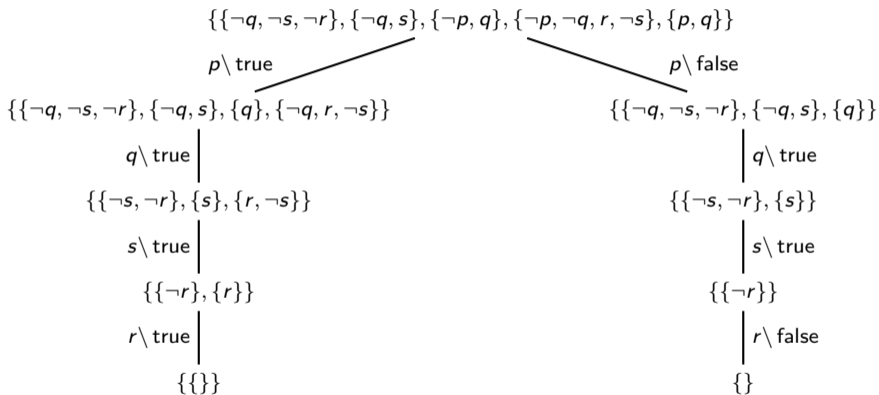 {{¬q, ¬s, ¬r}, {¬q, s}, {¬p, q}, {¬p, ¬q, r, ¬s}, {p, q}}
p\ true p\ false
{{¬q, ¬s, ¬r}, {¬q, s}, {q}, {¬q, r, ¬s}} {{¬q, ¬s, ¬r}, {¬q, s}, {q}}
q\ true q\ true
{{¬s, ¬r}, {s}, {r, ¬s}} {{¬s, ¬r}, {s}}
s\ true s\ true
{{¬r}, {r}} {{¬r}}
r\ true r\ false
{{}} {}